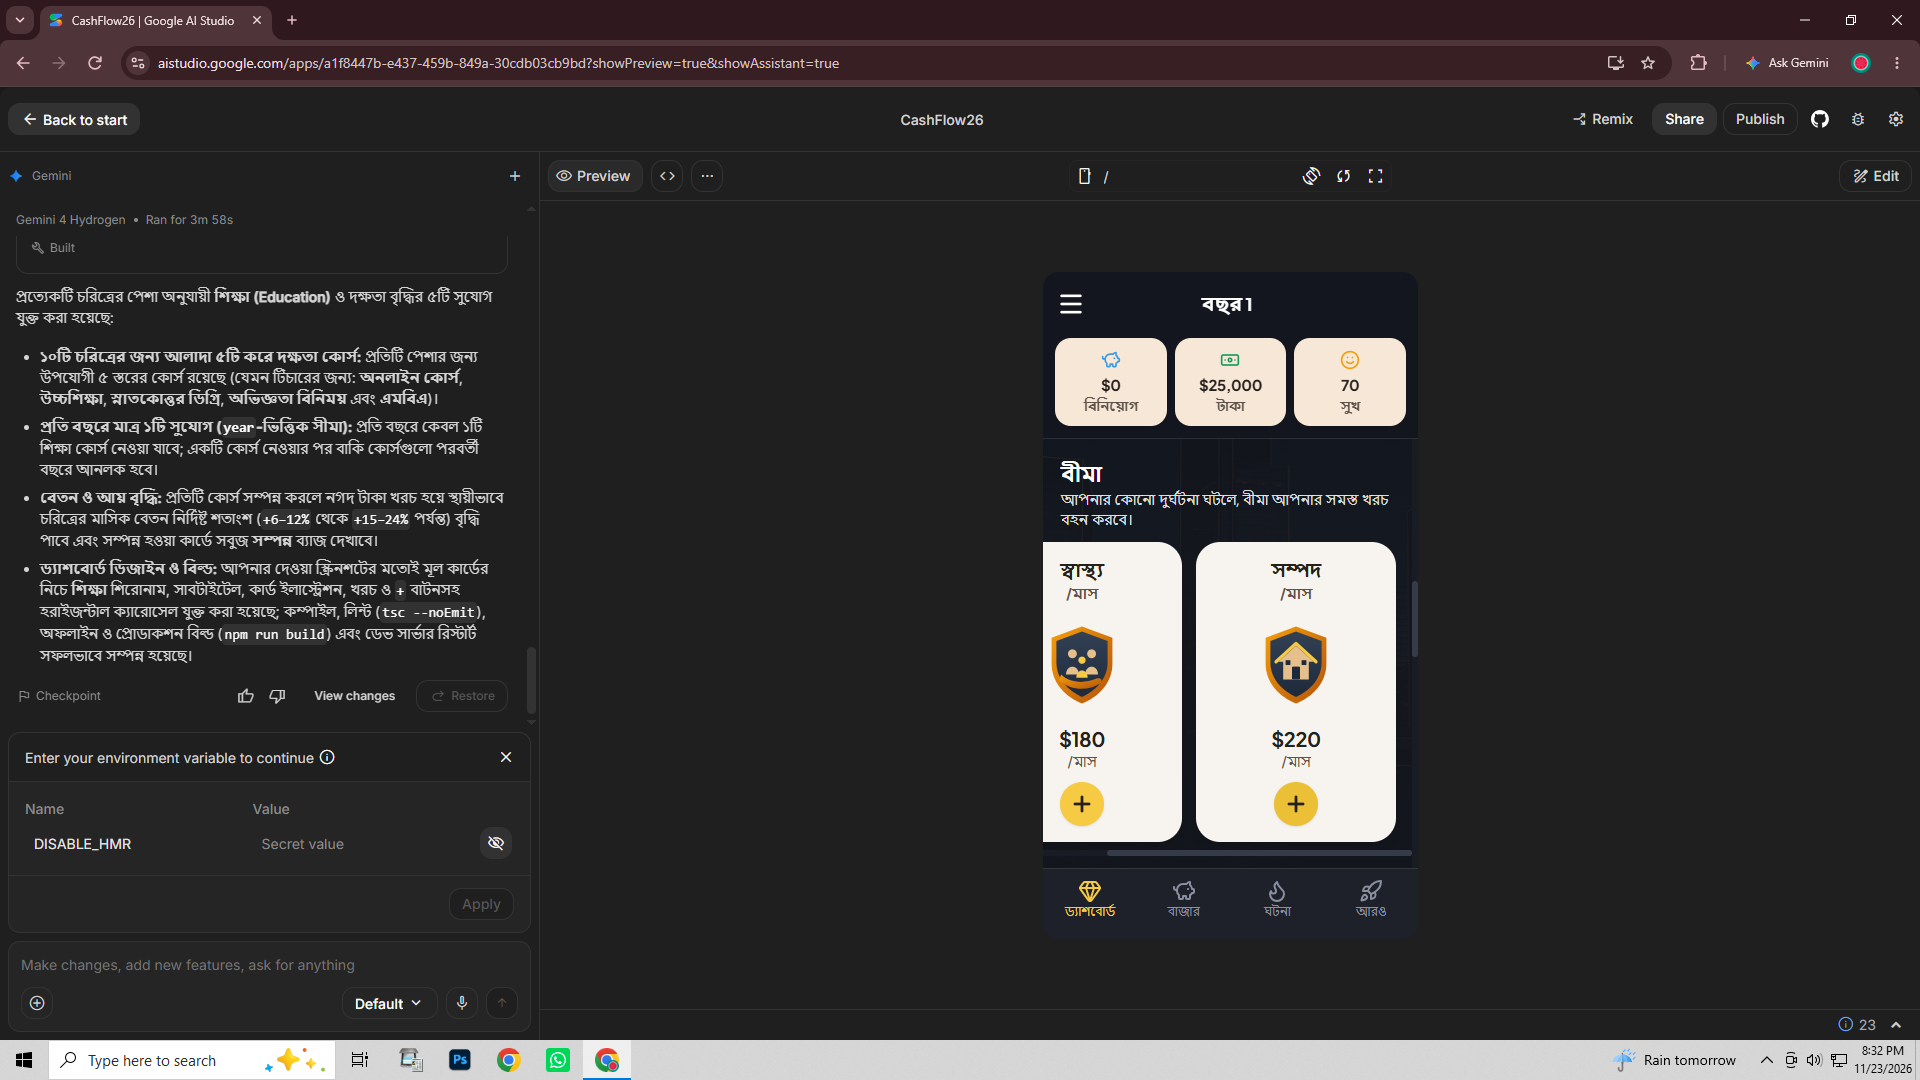 CashFlow26 | Google AI Studio
aistudio.google.com/apps/a1f8447b-e437-459b-849a-30cdb03cb9bd?showPreview=true&showAssistant=true
Ask Gemini
Back to start
CashFlow26
Remix
Share
Publish
Gemini
Preview
/
Edit
Gemini 4 Hydrogen • Ran for 3m 58s
Built
প্রত্যেকটি চরিত্রের পেশা অনুযায়ী শিক্ষা (Education) ও দক্ষতা বৃদ্ধির ৫টি সুযোগ
যুক্ত করা হয়েছে:
• ১০টি চরিত্রের জন্য আলাদা ৫টি করে দক্ষতা কোর্স: প্রতিটি পেশার জন্য
উপযোগী ৫ স্তরের কোর্স রয়েছে (যেমন টিচারের জন্য: অনলাইন কোর্স,
উচ্চশিক্ষা, স্নাতকোত্তর ডিগ্রি, অভিজ্ঞতা বিনিময় এবং এমবিএ)।
• প্রতি বছরে মাত্র ১টি সুযোগ (year-ভিত্তিক সীমা): প্রতি বছরে কেবল ১টি
শিক্ষা কোর্স নেওয়া যাবে; একটি কোর্স নেওয়ার পর বাকি কোর্সগুলো পরবর্তী
বছরে আনলক হবে।
• বেতন ও আয় বৃদ্ধি: প্রতিটি কোর্স সম্পন্ন করলে নগদ টাকা খরচ হয়ে স্থায়ীভাবে
চরিত্রের মাসিক বেতন নির্দিষ্ট শতাংশ (+6-12% থেকে +15-24% পর্যন্ত) বৃদ্ধি
পাবে এবং সম্পন্ন হওয়া কার্ডে সবুজ সম্পন্ন ব্যাজ দেখাবে।
• ড্যাশবোর্ড ডিজাইন ও বিল্ড: আপনার দেওয়া স্ক্রিনশটের মতোই মূল কার্ডের
নিচে শিক্ষা শিরোনাম, সাবটাইটেল, কার্ড ইলাস্ট্রেশন, খরচ ও + বাটনসহ
হরাইজন্টাল ক্যারোসেল যুক্ত করা হয়েছে; কম্পাইল, লিন্ট (tsc --noEmit),
অফলাইন ও প্রোডাকশন বিল্ড (npm run build) এবং ডেভ সার্ভার রিস্টার্ট
সফলভাবে সম্পন্ন হয়েছে।
Checkpoint
View changes
Restore
Enter your environment variable to continue
Name
Value
DISABLE_HMR
Secret value
Apply
Make changes, add new features, ask for anything
Default
বছর 1
$0
বিনিয়োগ
$25,000
টাকা
70
সুখ
বীমা
আপনার কোনো দুর্ঘটনা ঘটলে, বীমা আপনার সমস্ত খরচ
বহন করবে।
স্বাস্থ্য
/মাস
$180
/মাস
সম্পদ
/মাস
$220
/মাস
ড্যাশবোর্ড
বাজার
ঘটনা
আরও
23
Type here to search
Ps
Rain tomorrow
8:32 PM
11/23/2026